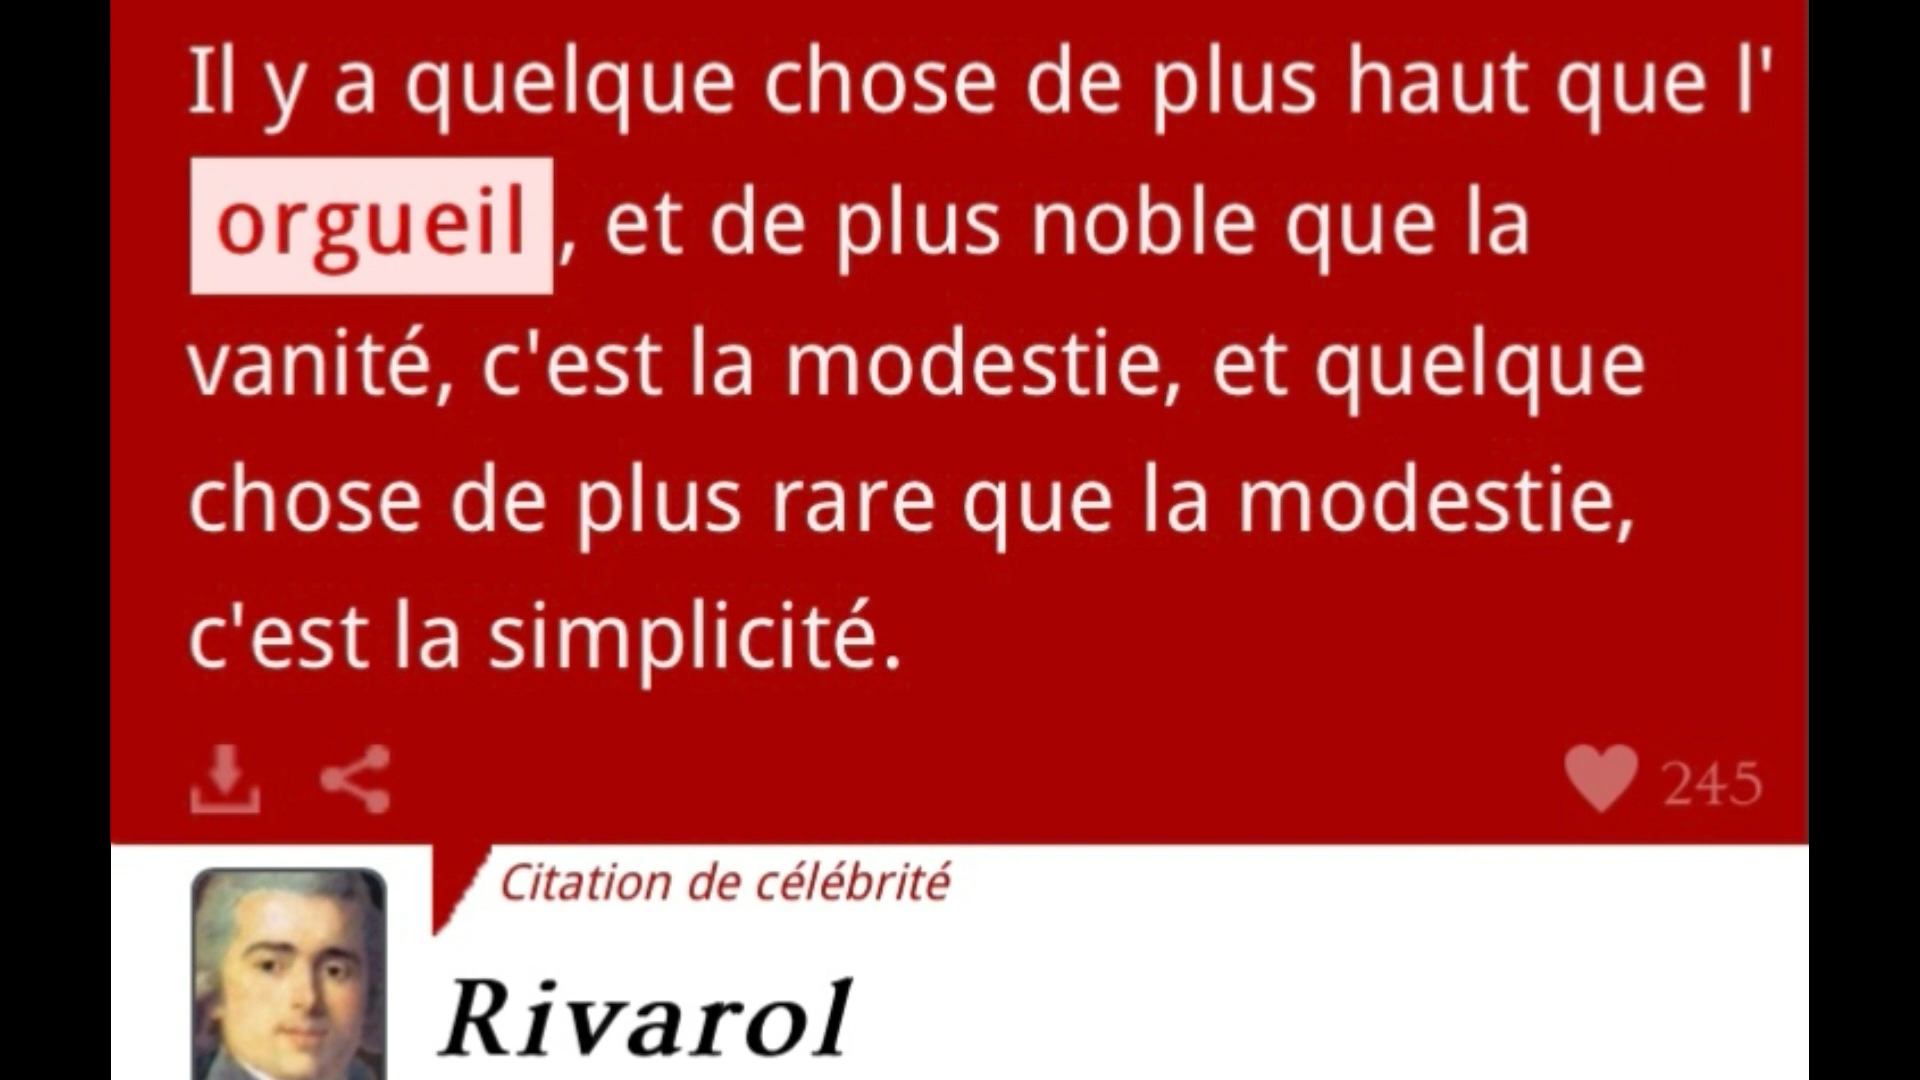 Il y a quelque chose de plus haut que l'
orgueil, et de plus noble que la
vanité, c'est la modestie, et quelque
chose de plus rare que la modestie,
c'est la simplicité.
245
Citation de célébrité
Rivarol